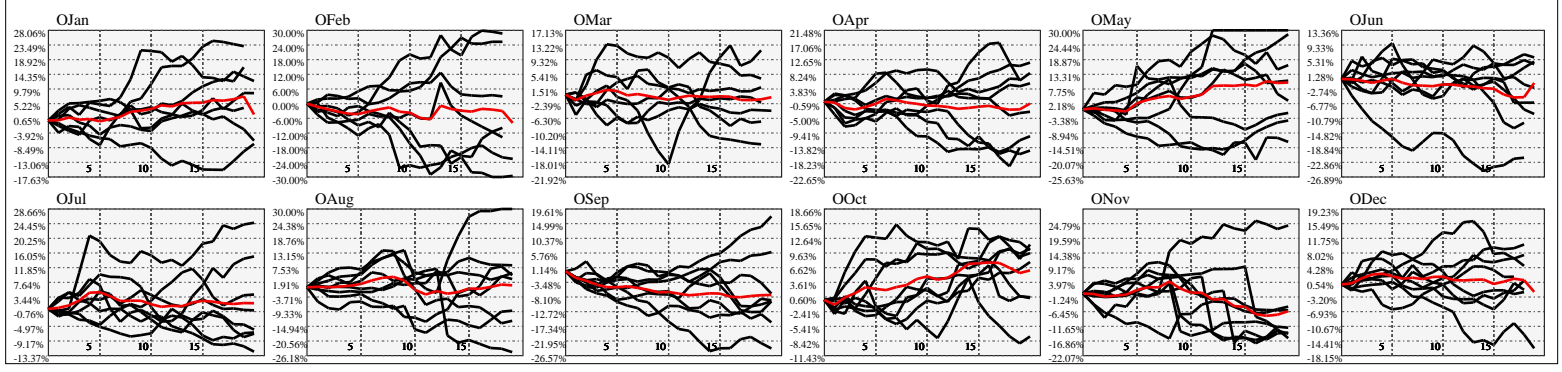 OJan OFeb OMar OApr OMay OJun
28.06% 30.00% 17.13% 21.48% 30.00% 13.36%
23.49% 24.00% 13.22% 17.06% 24.44% 9.33%
18.92% 18.00% 9.32% 12.65% 18.87% 5.31%
14.35% 12.00% 5.41% 8.24% 13.31% 1.28%
9.79% 6.00% 1.51% 3.83% 7.75% -2.74%
5.22% 0.00% -2.39% -0.59% 2.18% -6.77%
0.65% -6.00% -6.30% -5.00% -3.38% -10.79%
-3.92% -12.00% -10.20% -9.41% -8.94% -14.82%
-8.49% -18.00% -14.11% -13.82% -14.51% -18.84%
-13.06% -24.00% -18.01% -18.23% -20.07% -22.86%
-17.63% -30.00% -21.92% -22.65% -25.63% -26.89%
5 10 15 5 10 15 5 10 15 5 10 15 5 10 15 5 10 15
OJul OAug OSep OOct ONov ODec
28.66% 30.00% 19.61% 18.66% 24.79% 19.23%
24.45% 24.38% 14.99% 15.65% 19.59% 15.49%
20.25% 18.76% 10.37% 12.64% 14.38% 11.75%
16.05% 13.15% 5.76% 9.63% 9.17% 8.02%
11.85% 7.53% 1.14% 6.62% 3.97% 4.28%
7.64% 1.91% -3.48% 3.61% -1.24% 0.54%
3.44% -3.71% -8.10% 0.60% -6.45% -3.20%
-0.76% -9.33% -12.72% -2.41% -11.65% -6.93%
-4.97% -14.94% -17.34% -5.41% -16.86% -10.67%
-9.17% -20.56% -21.95% -8.42% -22.07% -14.41%
-13.37% -26.18% -26.57% -11.43% -18.15%
5 10 15 5 10 15 5 10 15 5 10 15 5 10 15 5 10 15